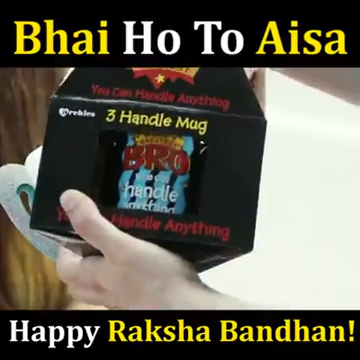 Bhai Ho To Aisa
You Can Handle Anything
Archies
3 Handle Mug
BRO
handle
anything
Handle Anything
Happy Raksha Bandhan!